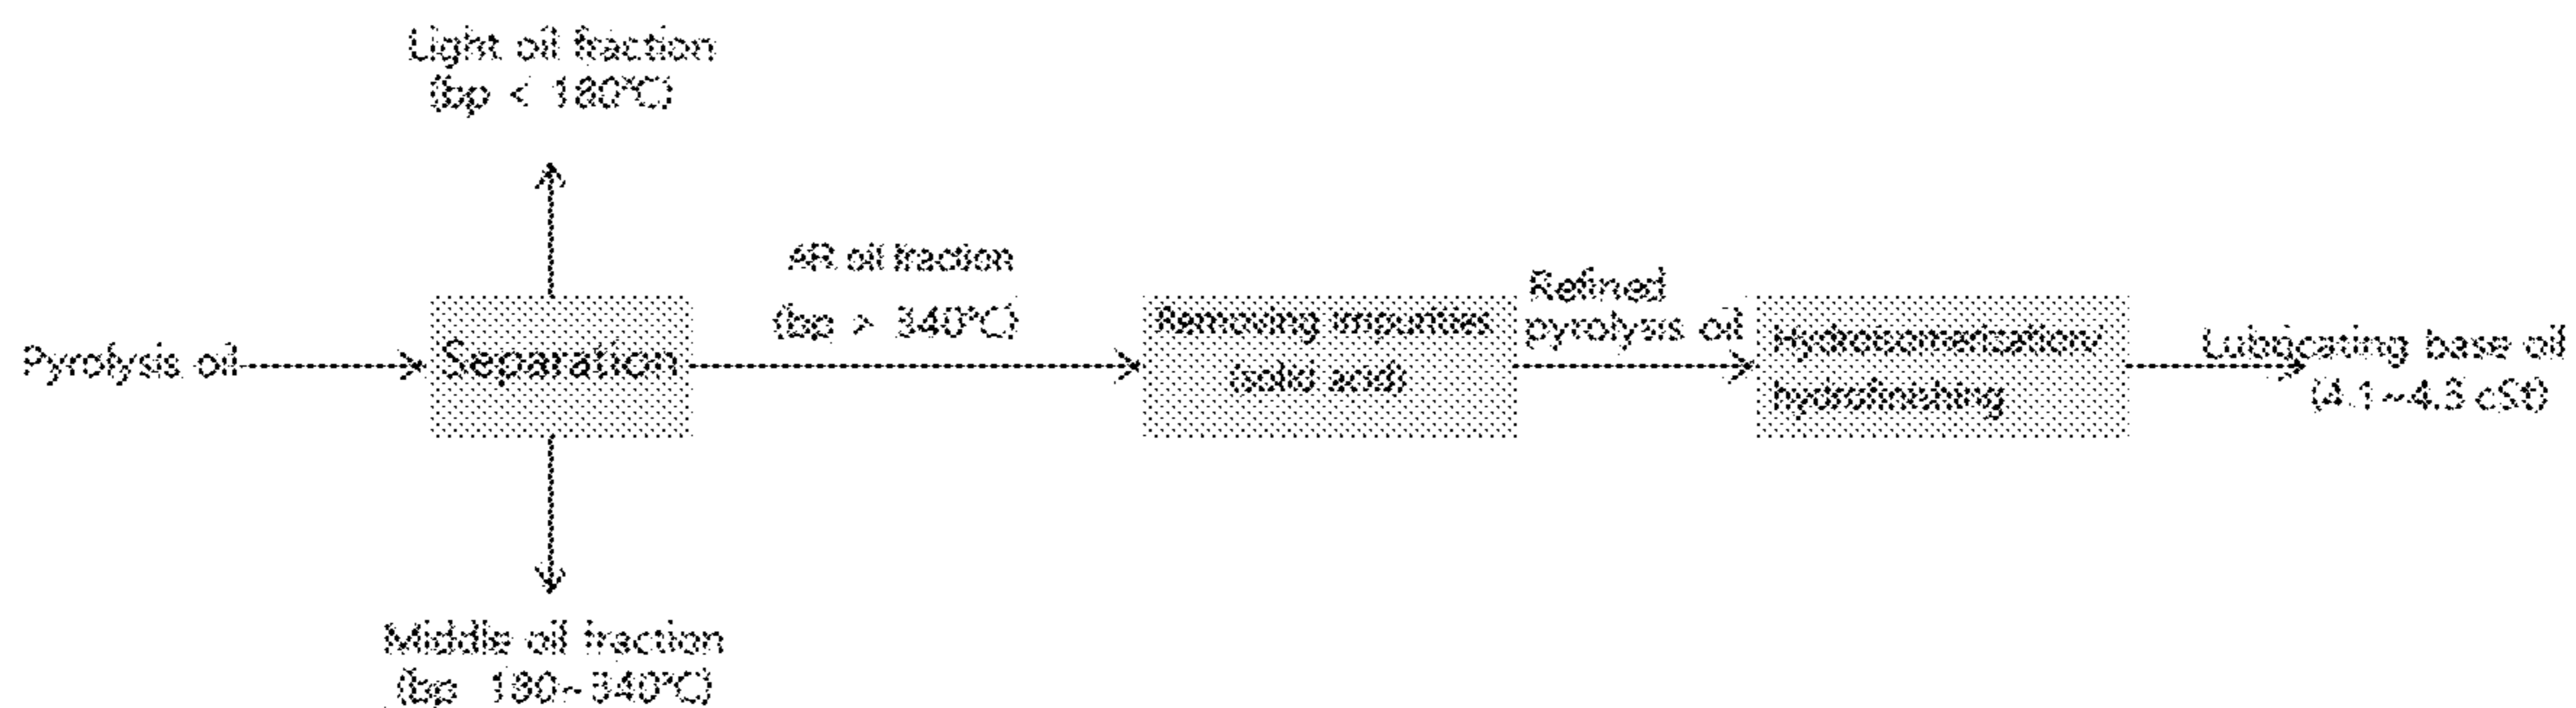 Light oil fraction
(bp < 180°C)
AR oil fraction
(bp > 340°C)
Refined
pyrolysis oil
Pyrolysis oil
Separation
Removing impurities
(solid acid)
Hydroisomerization/
hydrofinishing
Lubricating base oil
(4.1~4.3 cSt)
Middle oil fraction
(bp 180~340°C)